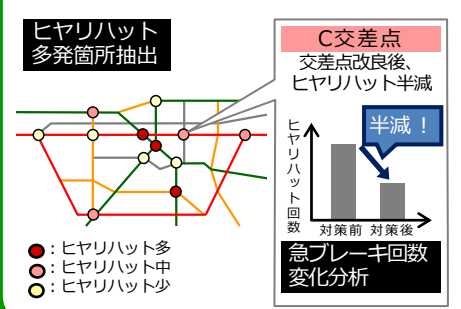 ヒヤリハット
多発箇所抽出
●：ヒヤリハット多
●：ヒヤリハット中
○：ヒヤリハット少
C交差点
交差点改良後、
ヒヤリハット半減
半減！
ヒヤリハット回数
対策前 対策後
急ブレーキ回数
変化分析